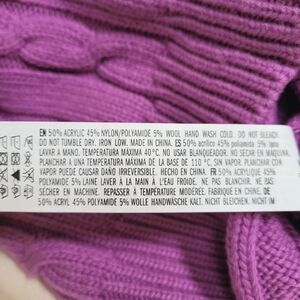 EN 50% ACRYLIC 45% NYLON/POLYAMIDE 5% WOOL HAND WASH COLD. DO NOT BLEACH.
DO NOT TUMBLE DRY. IRON LOW. MADE IN CHINA. ES 50% acrílico 45% poliamida 5% lana
LAVAR A MANO. TEMPERATURA MÁXIMA 40°C. NO USAR BLANQUEADOR. NO SECAR EN MAQUINA.
PLANCHAR A UNA TEMPERATURA MÁXIMA DE LA BASE DE 110 °C, SIN VAPOR. PLANCHAR CON
VAPOR PUEDE CAUSAR DAÑO IRREVERSIBLE. HECHO EN CHINA. FR 50% ACRYLIQUE 45%
POLYAMIDE 5% LAINE LAVER À LA MAIN À L'EAU FROIDE. NE PAS BLANCHIR. NE PAS
SÉCHER EN MACHINE. REPASSER À TEMPÉRATURE MODÉRÉE. FABRIQUÉ EN CHINE. DE
50% ACRYL 45% POLYAMIDE 5% WOLLE HANDWÄSCHE KALT. NICHT BLEICHEN. NICHT IM